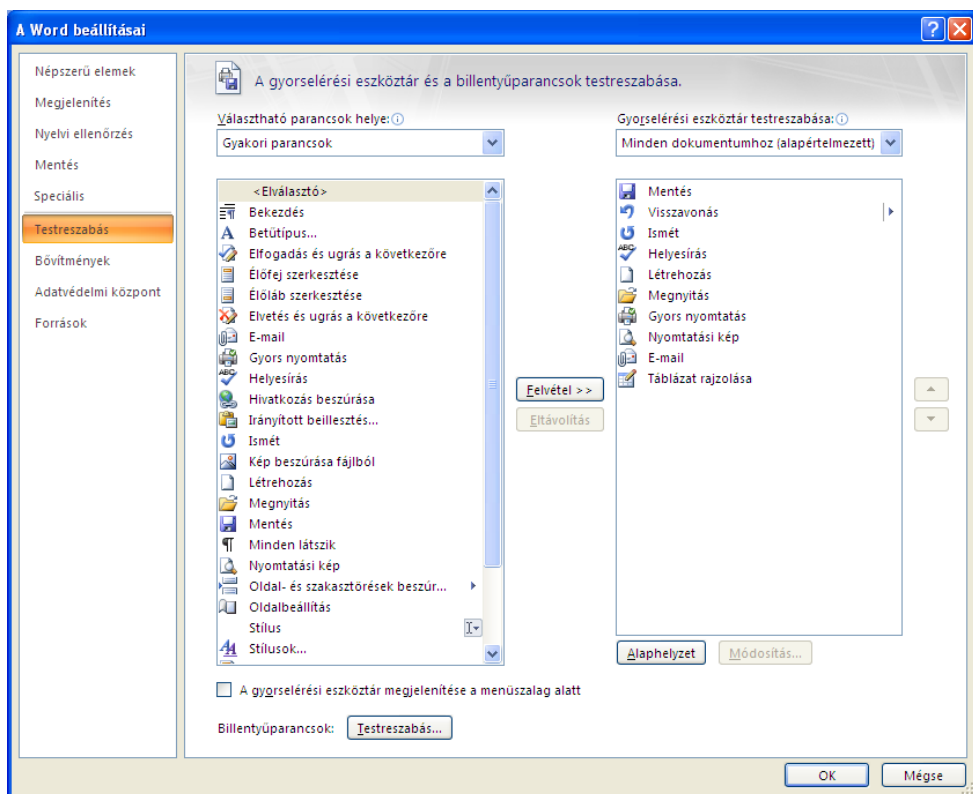 A Word beállításai
Népszerű elemek
Megjelenítés
Nyelvi ellenőrzés
Mentés
Speciális
Testreszabás
Bővítmények
Adatvédelmi központ
Források
A gyorselérési eszköztár és a billentyűparancsok testreszabása.
Választható parancsok helye:
Gyakori parancsok
<Elválasztó>
Bekezdés
Betűtípus...
Elfogadás és ugrás a következőre
Élőfej szerkesztése
Élőláb szerkesztése
Elvetés és ugrás a következőre
E-mail
Gyors nyomtatás
Helyesírás
Hivatkozás beszúrása
Irányított beillesztés...
Ismét
Kép beszúrása fájlból
Létrehozás
Megnyitás
Mentés
Minden látszik
Nyomtatási kép
Oldal- és szakasztörések beszúr...
Oldalbeállítás
Stílus
Stílusok...
Felvétel >>
Eltávolítás
Gyorselérési eszköztár testreszabása:
Minden dokumentumhoz (alapértelmezett)
Mentés
Visszavonás
Ismét
Helyesírás
Létrehozás
Megnyitás
Gyors nyomtatás
Nyomtatási kép
E-mail
Táblázat rajzolása
Alaphelyzet
Módosítás...
A gyorselérési eszköztár megjelenítése a menüszalag alatt
Billentyűparancsok:
Testreszabás...
OK
Mégse